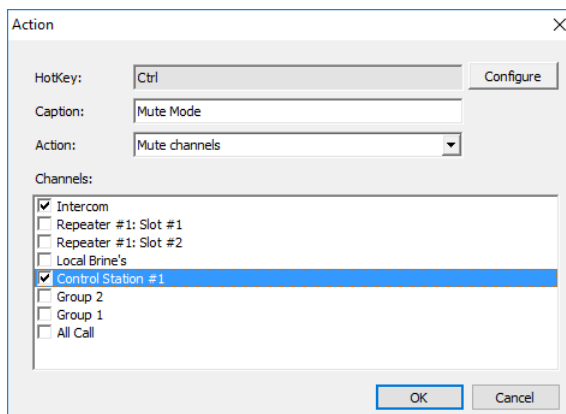 Action
HotKey: Ctrl Configure
Caption: Mute Mode
Action: Mute channels
Channels:
Intercom
Repeater #1: Slot #1
Repeater #1: Slot #2
Local Brine's
Control Station #1
Group 2
Group 1
All Call
OK Cancel